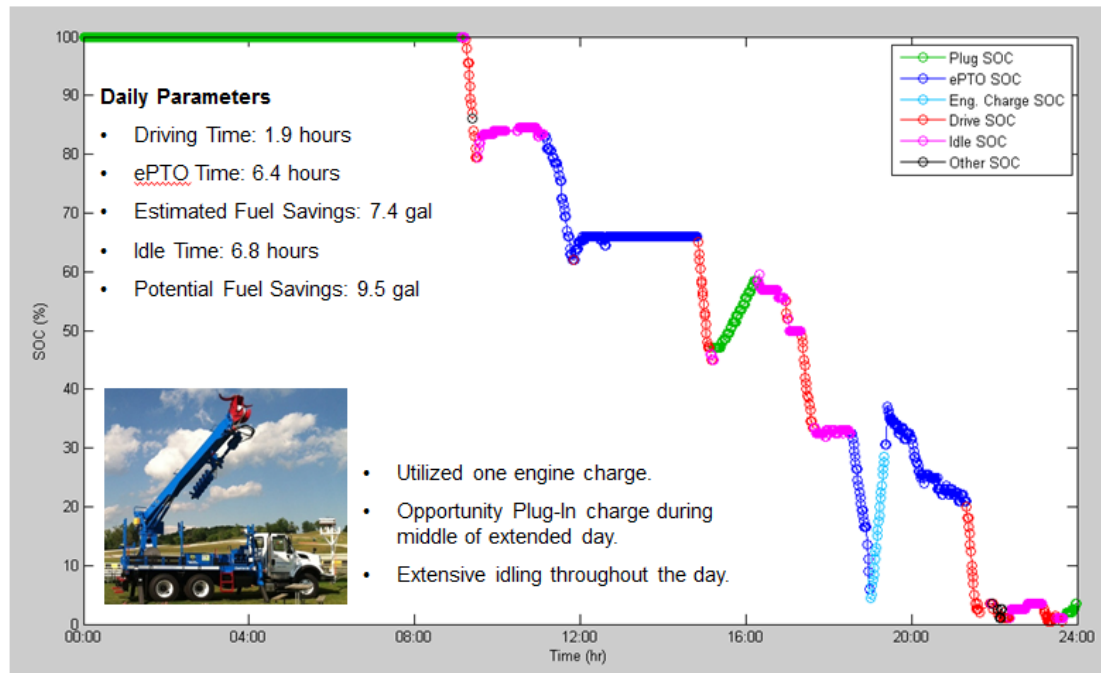 100
90
80
70
60
50
40
30
20
10
0
SOC (%)
00:00
04:00
08:00
12:00
16:00
20:00
24:00
Time (hr)
Plug SOC
ePTO SOC
Eng. Charge SOC
Drive SOC
Idle SOC
Other SOC
Daily Parameters
• Driving Time: 1.9 hours
• ePTO Time: 6.4 hours
• Estimated Fuel Savings: 7.4 gal
• Idle Time: 6.8 hours
• Potential Fuel Savings: 9.5 gal
• Utilized one engine charge.
• Opportunity Plug-In charge during
middle of extended day.
• Extensive idling throughout the day.